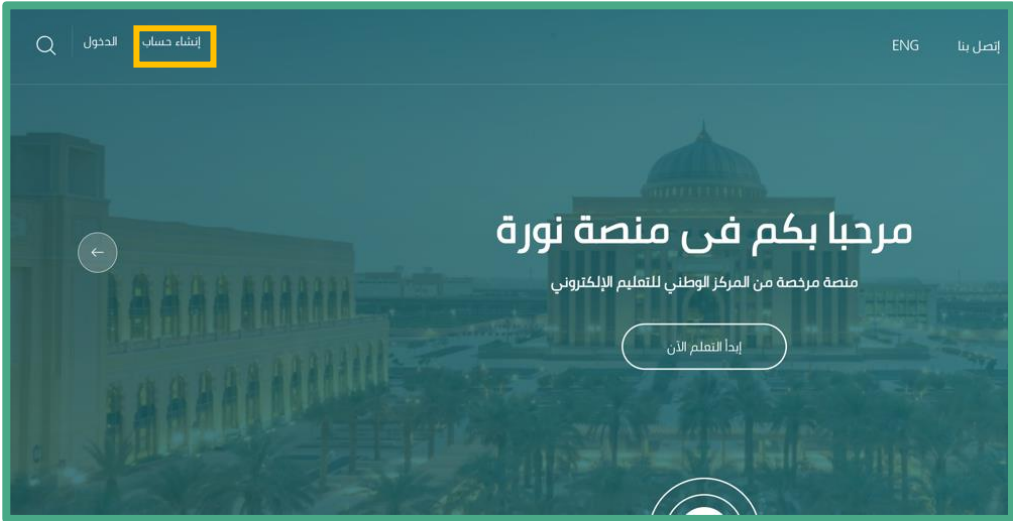 إتصل بنا
ENG
إنشاء حساب
الدخول
مرحبا بكم فى منصة نورة
منصة مرخصة من المركز الوطني للتعليم الإلكتروني
إبدأ التعلم الآن